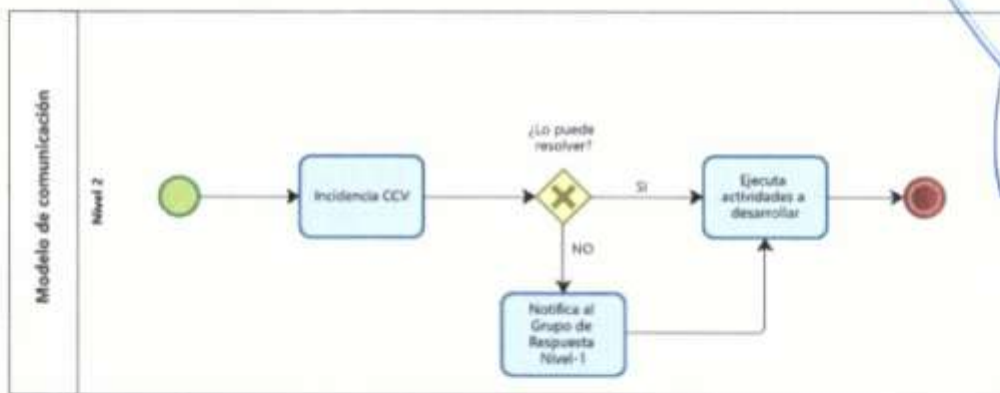 Modelo de comunicación
Nivel 2
Incidencia CCV
¿Lo puede
resolver?
SI
NO
Ejecuta
actividades a
desarrollar
Notifica al
Grupo de
Respuesta
Nivel-1